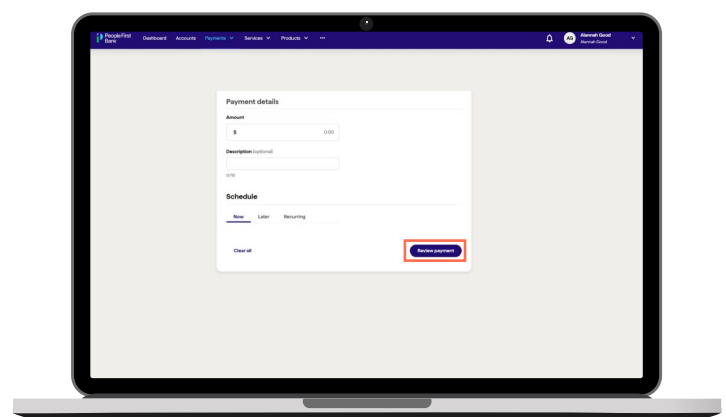 People First Bank
Dashboard
Accounts
Payments
Services
Products
AG
Alannah Good
Alannah Good
Payment details
Amount
$
0.00
Description (optional)
0/16
Schedule
Now
Later
Recurring
Clear all
Review payment